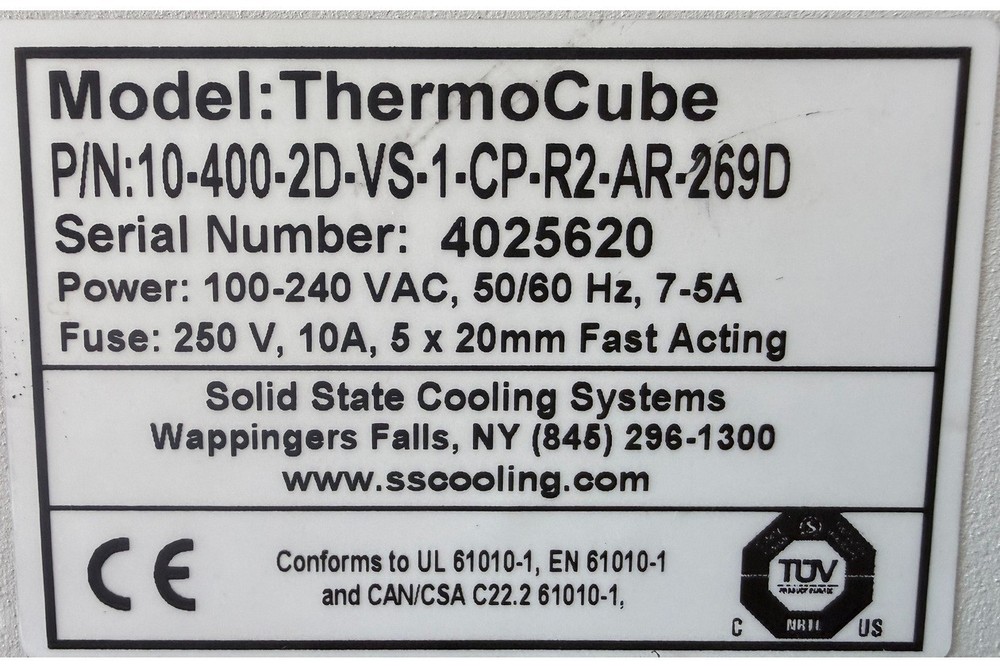 Model: ThermoCube
P/N:10-400-2D-VS-1-CP-R2-AR-269D
Serial Number: 4025620
Power: 100-240 VAC, 50/60 Hz, 7-5A
Fuse: 250 V, 10A, 5 x 20mm Fast Acting
Solid State Cooling Systems
Wappingers Falls, NY (845) 296-1300
www.sscooling.com
CE
Conforms to UL 61010-1, EN 61010-1
and CAN/CSA C22.2 61010-1,
S
TÜV
C NRTL US